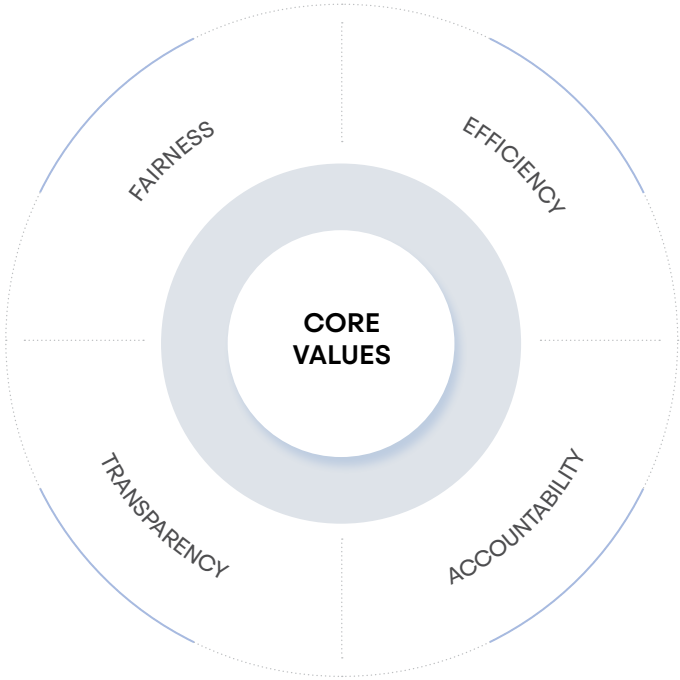 FAIRNESS
EFFICIENCY
CORE
VALUES
TRANSPARENCY
ACCOUNTABILITY